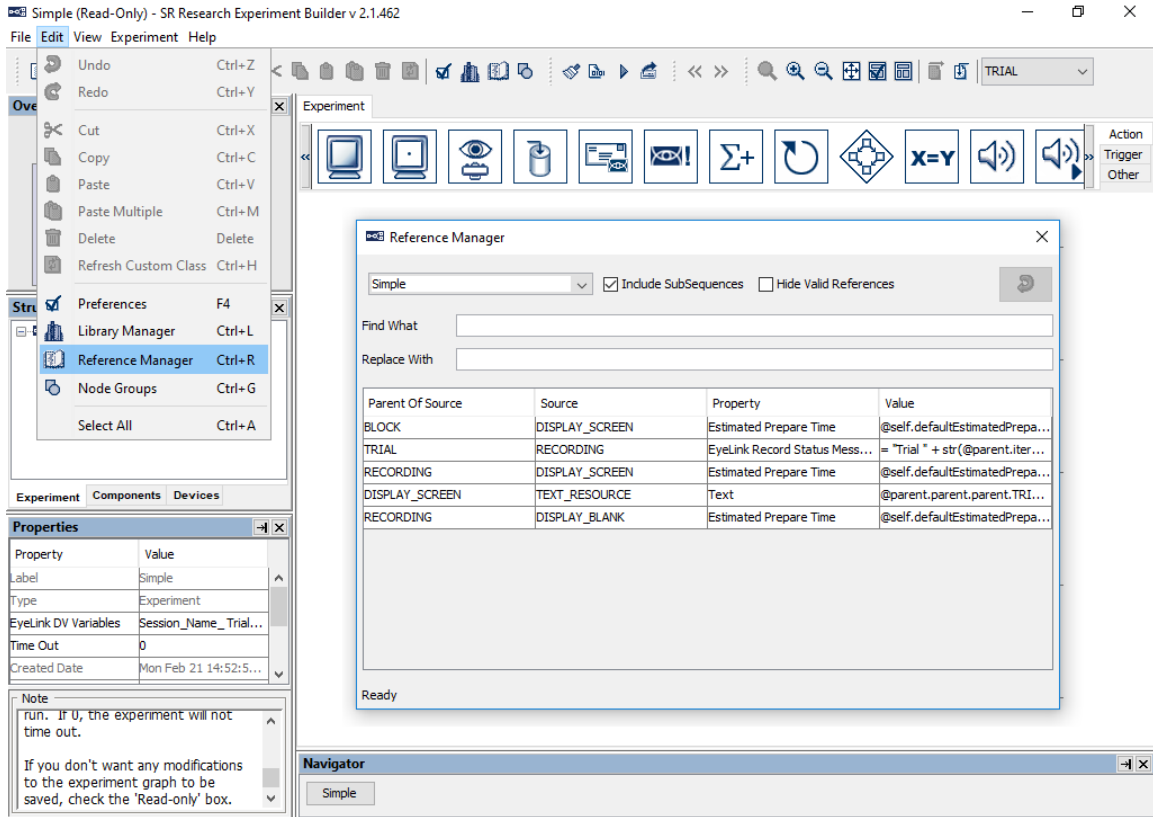 Simple (Read-Only) - SR Research Experiment Builder v 2.1.462
File Edit View Experiment Help
Undo Ctrl+Z
Redo Ctrl+Y
Cut Ctrl+X
Copy Ctrl+C
Paste Ctrl+V
Paste Multiple Ctrl+M
Delete Delete
Refresh Custom Class Ctrl+H
Preferences F4
Library Manager Ctrl+L
Reference Manager Ctrl+R
Node Groups Ctrl+G
Select All Ctrl+A
TRIAL
Ove
Stru
Experiment
Σ+
X=Y
Action
Trigger
Other
Reference Manager
Simple
Include SubSequences
Hide Valid References
Find What
Replace With
Parent Of Source Source Property Value
BLOCK DISPLAY_SCREEN Estimated Prepare Time @self.defaultEstimatedPrepa...
TRIAL RECORDING EyeLink Record Status Mess... = "Trial " + str(@parent.iter...
RECORDING DISPLAY_SCREEN Estimated Prepare Time @self.defaultEstimatedPrepa...
DISPLAY_SCREEN TEXT_RESOURCE Text @parent.parent.parent.TRI...
RECORDING DISPLAY_BLANK Estimated Prepare Time @self.defaultEstimatedPrepa...
Ready
Experiment Components Devices
Properties
Property Value
Label Simple
Type Experiment
EyeLink DV Variables Session_Name_ Trial...
Time Out 0
Created Date Mon Feb 21 14:52:5...
Note
run. If 0, the experiment will not
time out.
If you don't want any modifications
to the experiment graph to be
saved, check the 'Read-only' box.
Navigator
Simple